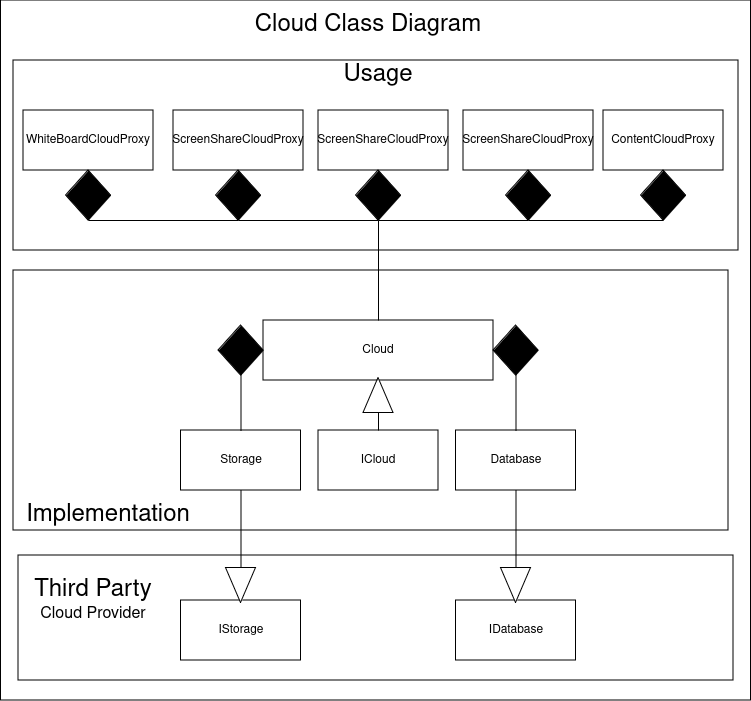 Cloud Class Diagram
Usage
WhiteBoardCloudProxy
ScreenShareCloudProxy
ScreenShareCloudProxy
ScreenShareCloudProxy
ContentCloudProxy
Cloud
Storage
ICloud
Database
Implementation
Third Party
Cloud Provider
IStorage
IDatabase